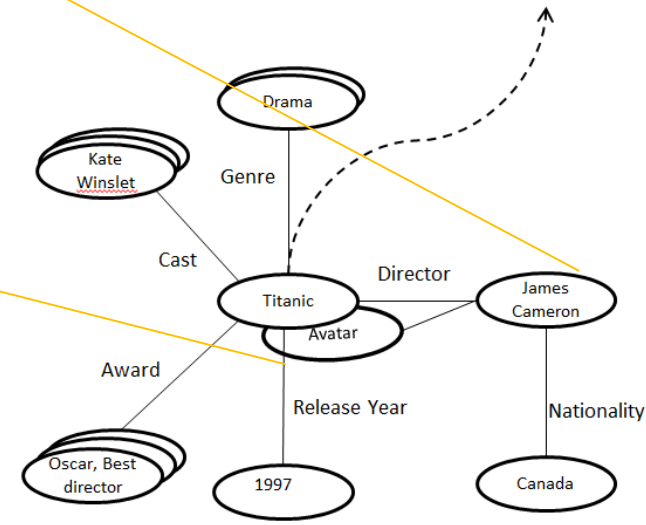 Drama
Kate
Winslet
Genre
Cast
Director
Titanic
James
Cameron
Avatar
Award
Release Year
Nationality
Oscar, Best
director
1997
Canada